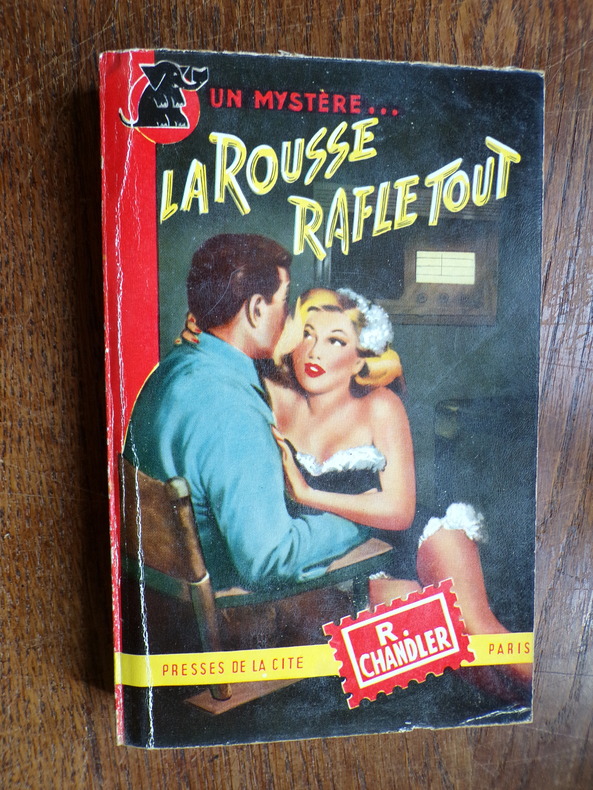 UN MYSTÈRE...
LA ROUSSE
RAFLE TOUT
R.
CHANDLER
PRESSES DE LA CITE
PARIS